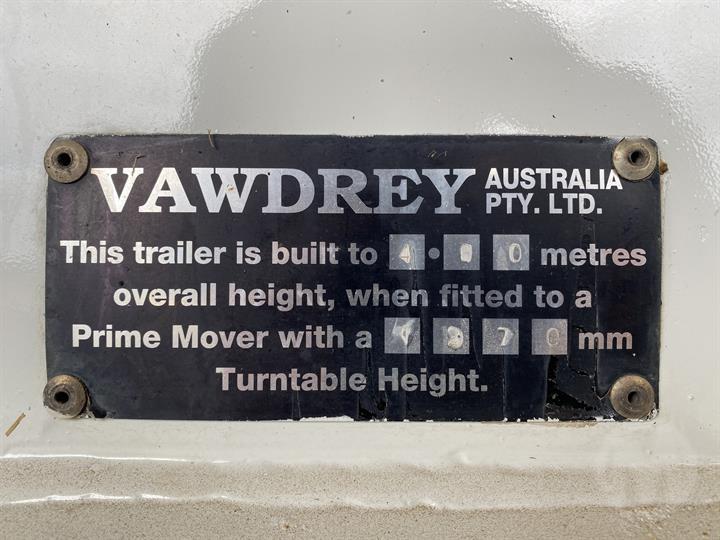 VAWDREY AUSTRALIA PTY. LTD.
This trailer is built to metres
overall height, when fitted to a
Prime Mover with a mm
Turntable Height.